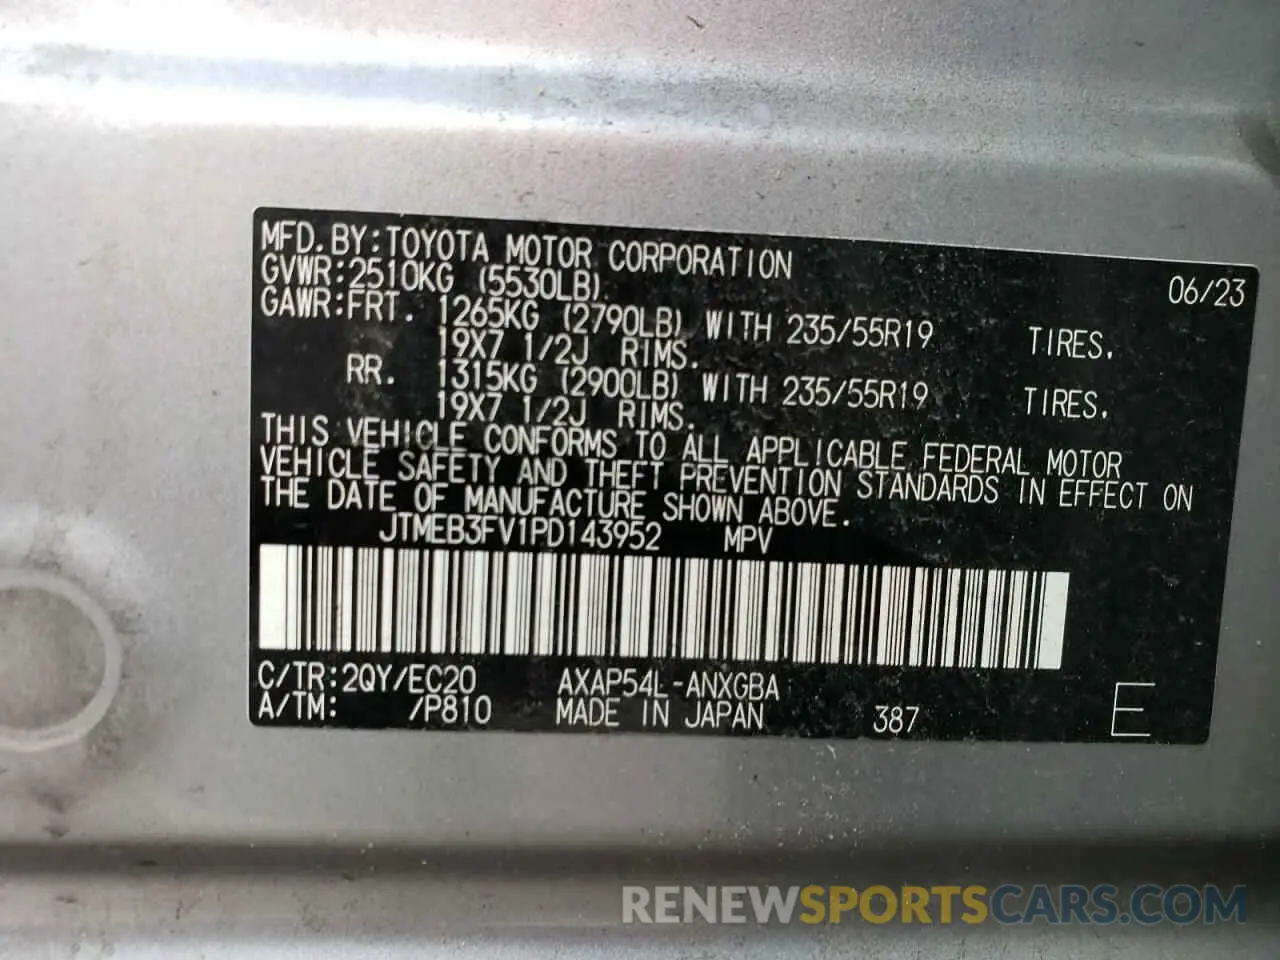 MFD.BY:TOYOTA MOTOR CORPORATION 06/23
GVWR:2510KG (5530LB)
GAWR:FRT. 1265KG (2790LB) WITH 235/55R19 TIRES.
19X7 1/2J RIMS.
RR. 1315KG (2900LB) WITH 235/55R19 TIRES.
19X7 1/2J RIMS.
THIS VEHICLE CONFORMS TO ALL APPLICABLE FEDERAL MOTOR
VEHICLE SAFETY AND THEFT PREVENTION STANDARDS IN EFFECT ON
THE DATE OF MANUFACTURE SHOWN ABOVE.
JTMEB3FV1PD143952 MPV
C/TR:2QY/EC20 AXAP54L-ANXGBA
A/TM: /P810 MADE IN JAPAN 387 E
RENEWSPORTSCARS.COM